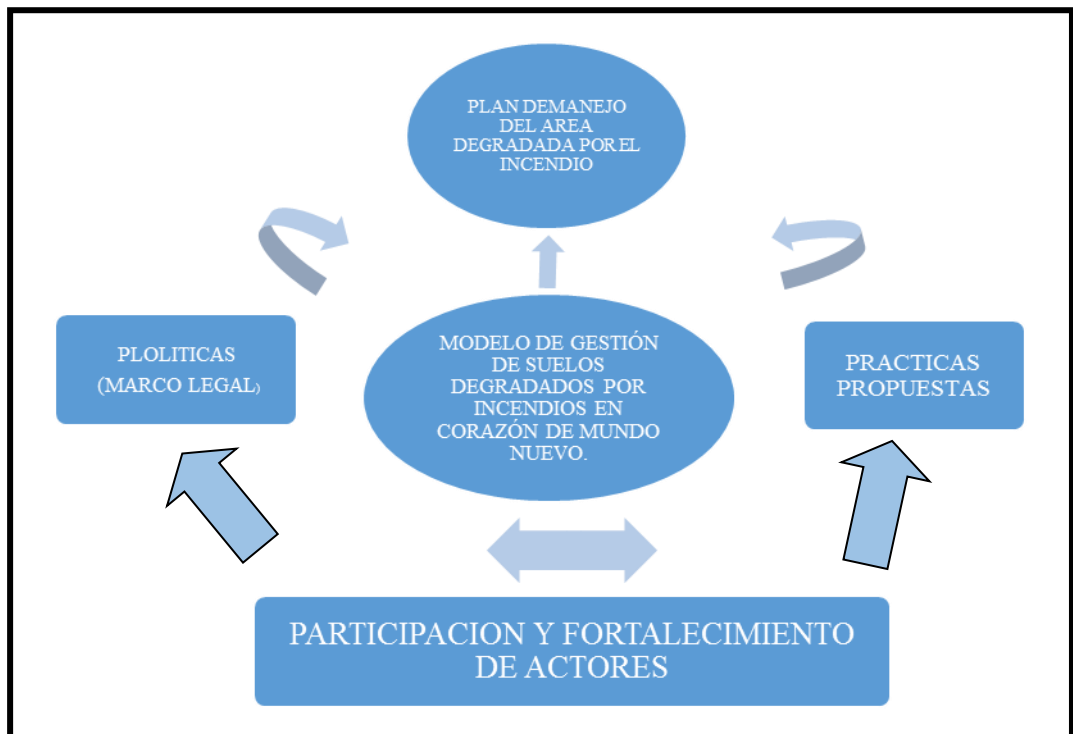 PLAN DEMANEJO
DEL AREA
DEGRADADA POR EL
INCENDIO
PLOLITICAS
(MARCO LEGAL)
MODELO DE GESTIÓN
DE SUELOS
DEGRADADOS POR
INCENDIOS EN
CORAZÓN DE MUNDO
NUEVO.
PRACTICAS
PROPUESTAS
PARTICIPACION Y FORTALECIMIENTO
DE ACTORES